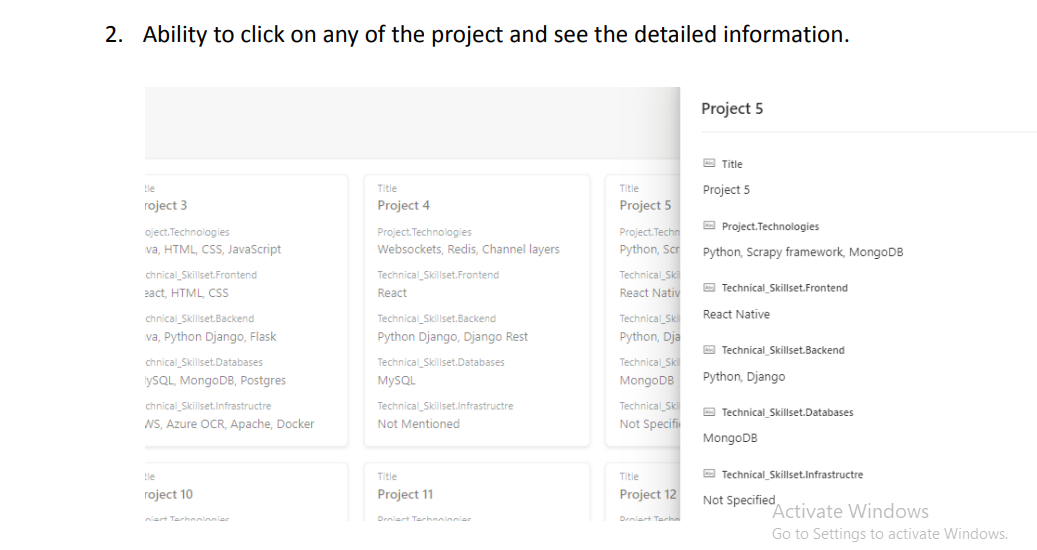 2. Ability to click on any of the project and see the detailed information.
Title
Project 4
Project.Technologies
Websockets, Redis, Channel layers
Technical_Skillset.Frontend
React
Technical_Skillset.Backend
Python Django, Django Rest
Technical_Skillset.Databases
MySQL
Technical_Skillset.Infrastructre
Not Mentioned
Title
Project 11
tle
roject 3
oject.Technologies
va, HTML, CSS, JavaScript
chnical_Skillset.Frontend
eact, HTML, CSS
chnical_Skillset.Backend
va, Python Django, Flask
chnical_Skillset.Databases
ySQL, MongoDB, Postgres
chnical_Skillset.Infrastructre
WS, Azure OCR, Apache, Docker
tle
roject 10
Title
Project 5
Project.Techn
Python, Scr
Technical_Ski
React Nativ
Technical_Ski
Python, Dja
Technical_Ski
MongoDB
Technical_Ski
Not Specifi
Title
Project 12
Project 5
Title
Project 5
Project.Technologies
Python, Scrapy framework, MongoDB
Technical_Skillset.Frontend
React Native
Technical_Skillset.Backend
Python, Django
Technical_Skillset.Databases
MongoDB
Technical_Skillset.Infrastructre
Not Specified
Activate Windows
Go to Settings to activate Windows.